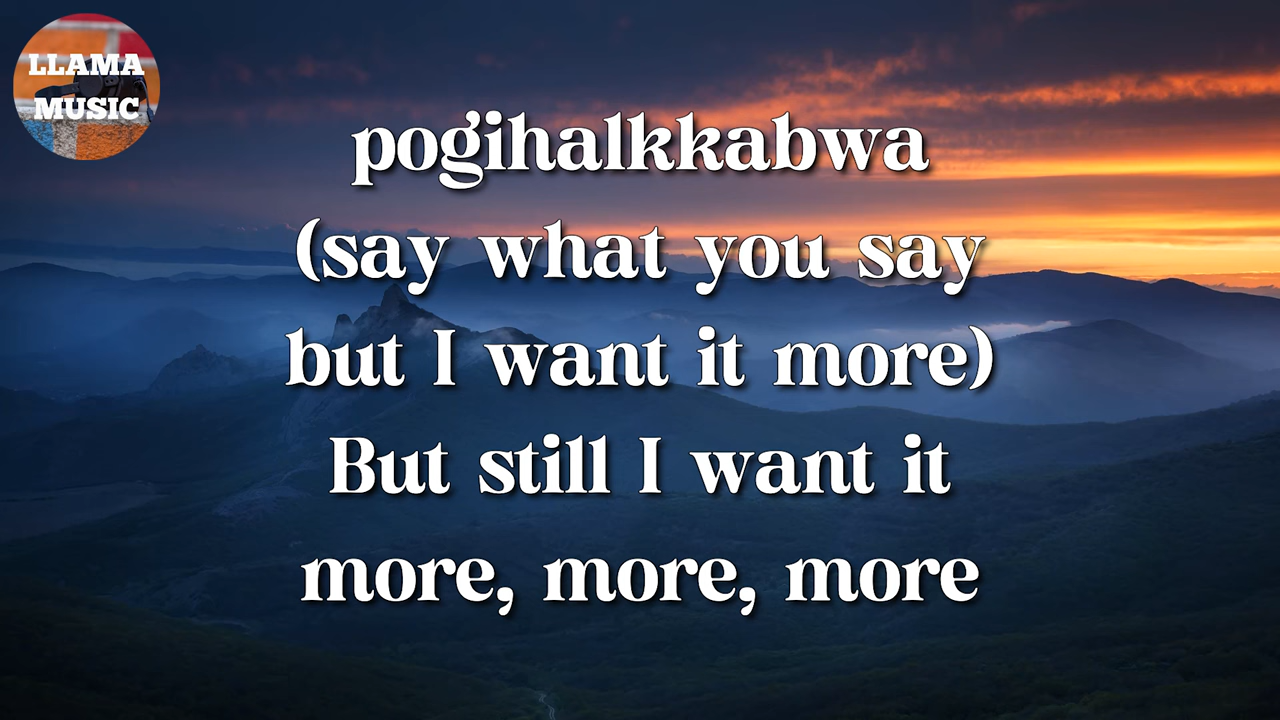 LLAMA
MUSIC
pogihalkkabwa
(say what you say
but I want it more)
But still I want it
more, more, more